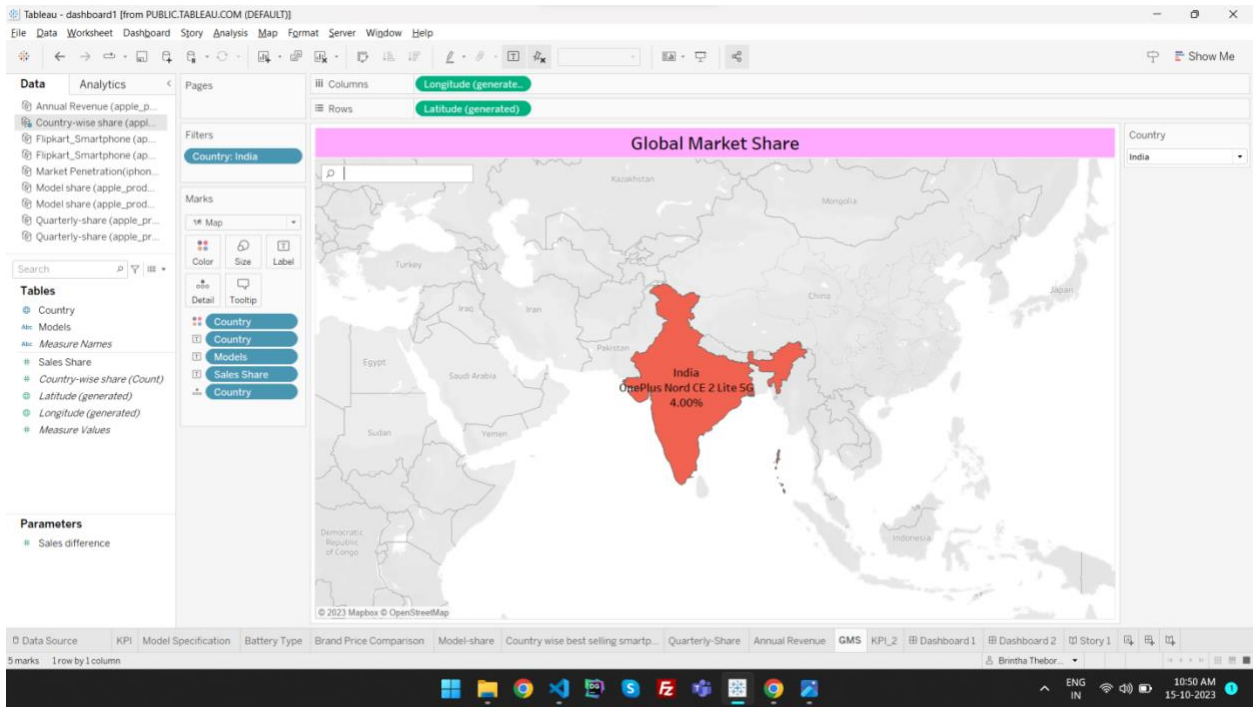 Tableau - dashboard1 [from PUBLIC.TABLEAU.COM (DEFAULT)]
File Data Worksheet Dashboard Story Analysis Map Format Server Window Help
Show Me
Data Analytics
Annual Revenue (apple_p...
Country-wise share (appl...
Flipkart_Smartphone (ap...
Flipkart_Smartphone (ap...
Market Penetration(iphon...
Model share (apple_prod...
Model share (apple_prod...
Quarterly-share (apple_pr...
Quarterly-share (apple_pr...
Search
Tables
Country
Abc Models
Abc Measure Names
# Sales Share
# Country-wise share (Count)
Latitude (generated)
Longitude (generated)
# Measure Values
Parameters
# Sales difference
Pages
Filters
Country: India
Marks
Map
Color Size Label
Detail Tooltip
Country
Country
Models
Sales Share
Country
Columns Longitude (generate..
Rows Latitude (generated)
Global Market Share
Kazakhstan
Mongolia
Turkey
China
Japan
Iraq
Iran
Pakistan
Egypt
Saudi Arabia
India
OnePlus Nord CE 2 Lite 5G
4.00%
Sudan
Yemen
Democratic
Republic
of Congo
Indonesia
© 2023 Mapbox © OpenStreetMap
Country
India
Data Source KPI Model Specification Battery Type Brand Price Comparison Model-share Country wise best selling smartp... Quarterly-Share Annual Revenue GMS KPI_2 Dashboard 1 Dashboard 2 Story 1
5 marks 1 row by 1 column
Brintha Thebor...
ENG
IN
10:50 AM
15-10-2023
1